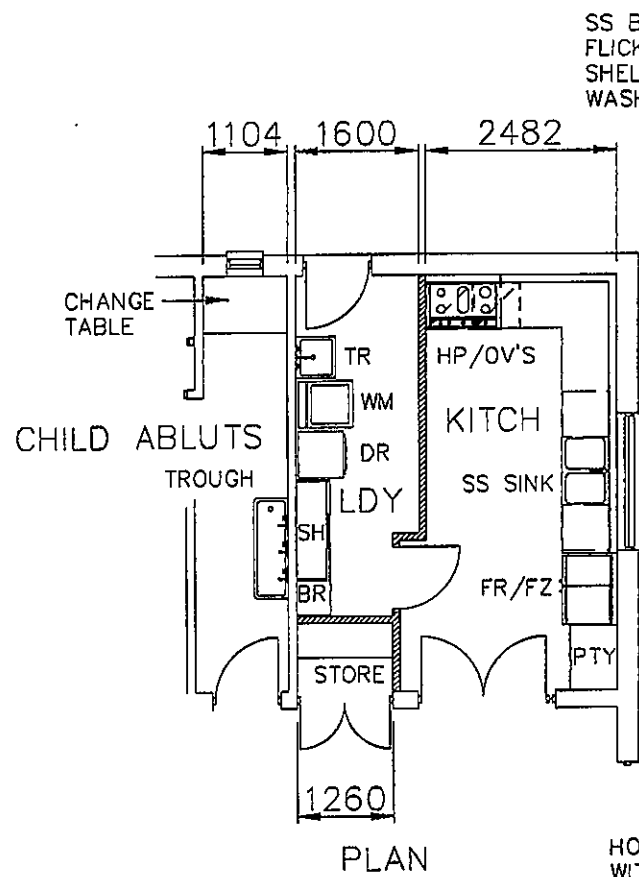 SS B
FLICK
SHEL
WASH
1104 1600 2482
CHANGE
TABLE
TR
HP/OV'S
WM
KITCH
CHILD ABLUTS
DR
TROUGH
LDY
SS SINK
SH
BR
FR/FZ
STORE
PTY
1260
PLAN
HO
WIT